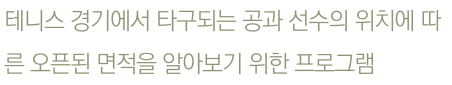 테니스 경기에서 타구되는 공과 선수의 위치에 따
른 오픈된 면적을 알아보기 위한 프로그램